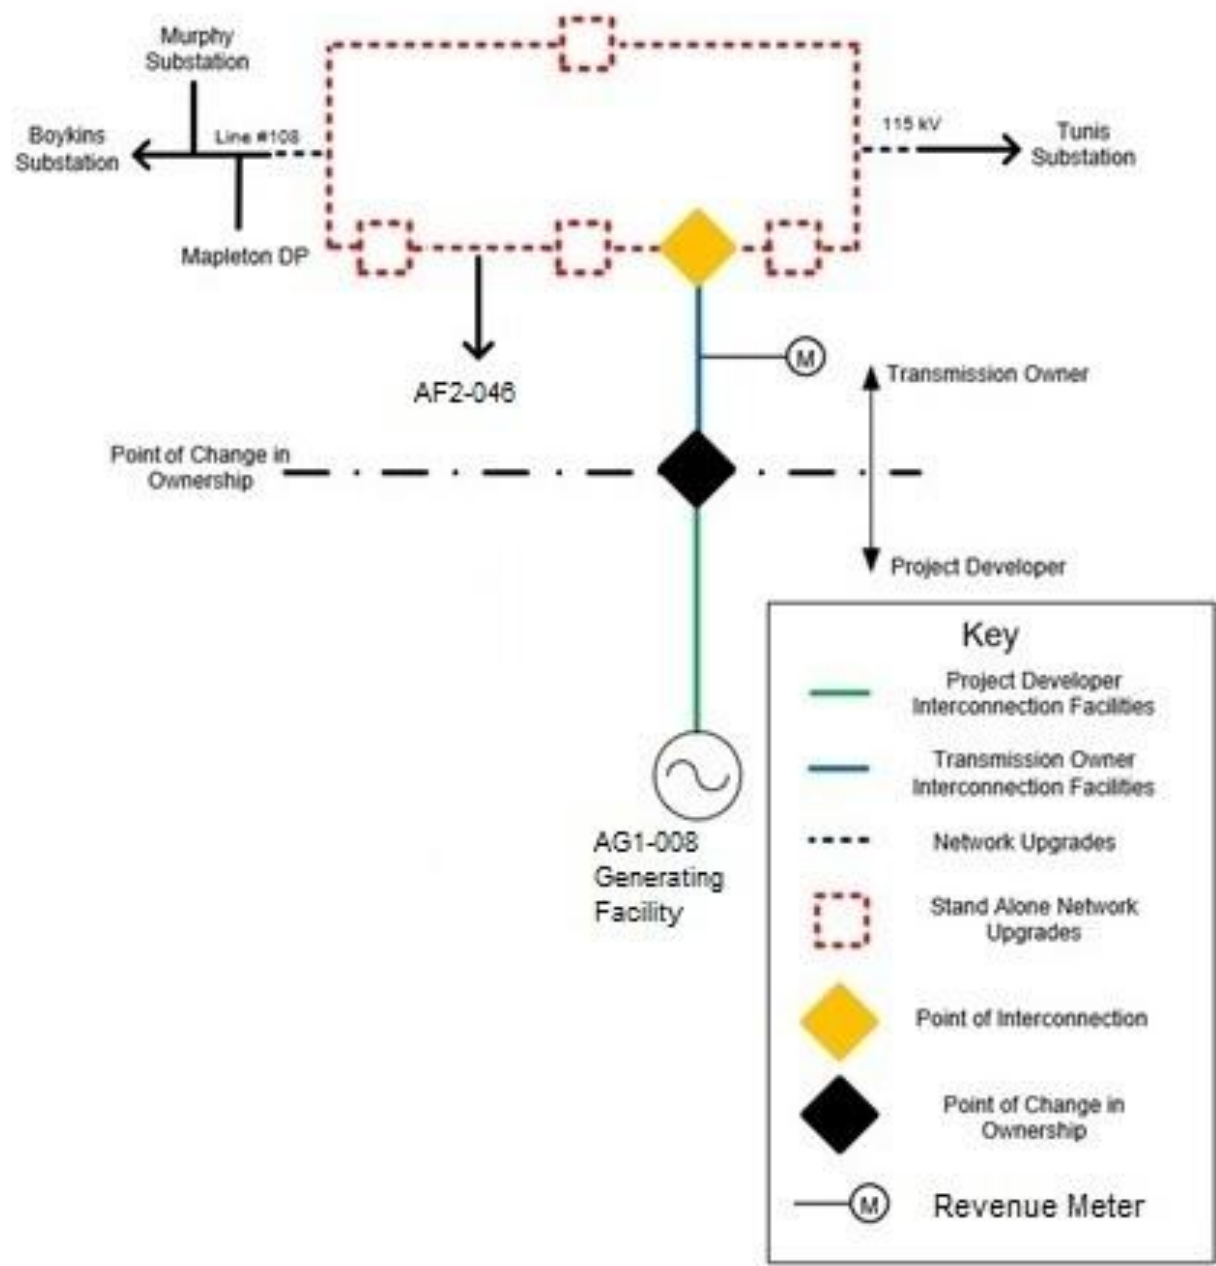 Murphy
Substation
Boykins
Substation
Line #108
115 kV
Tunis
Substation
Mapleton DP
M
Transmission Owner
AF2-046
Point of Change in
Ownership
Project Developer
Key
Project Developer
Interconnection Facilities
Transmission Owner
Interconnection Facilities
Network Upgrades
Stand Alone Network
Upgrades
Point of Interconnection
Point of Change in
Ownership
M
Revenue Meter
AG1-008
Generating
Facility